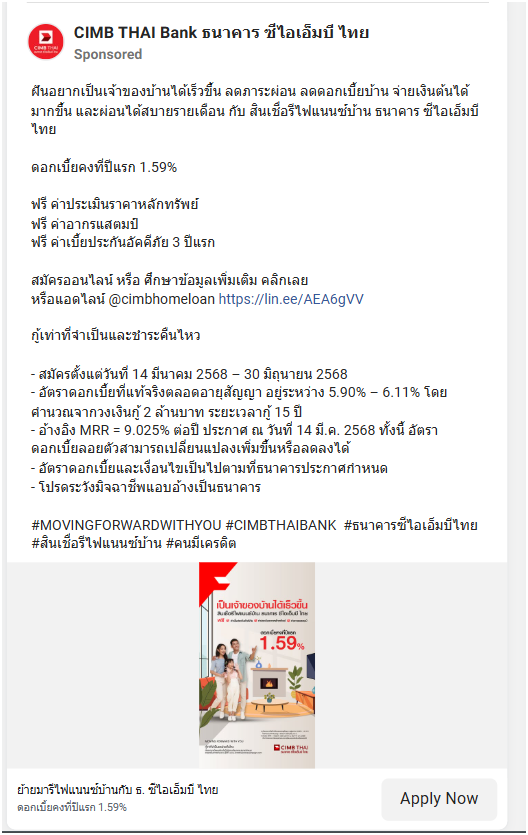 CIMB THAI Bank ธนาคาร ซีไอเอ็มบี ไทย
Sponsored
ฝันอยากเป็นเจ้าของบ้านได้เร็วขึ้น ลดภาระผ่อน ลดดอกเบี้ยบ้าน จ่ายเงินต้นได้
มากขึ้น และผ่อนได้สบายรายเดือน กับ สินเชื่อรีไฟแนนซ์บ้าน ธนาคาร ซีไอเอ็มบี
ไทย
ดอกเบี้ยคงที่ปีแรก 1.59%
ฟรี ค่าประเมินราคาหลักทรัพย์
ฟรี ค่าอากรแสตมป์
ฟรี ค่าเบี้ยประกันอัคคีภัย 3 ปีแรก
สมัครออนไลน์ หรือ ศึกษาข้อมูลเพิ่มเติม คลิกเลย
หรือแอดไลน์ @cimbhomeloan https://lin.ee/AEA6gVV
กู้เท่าที่จำเป็นและชำระคืนไหว
- สมัครตั้งแต่วันที่ 14 มีนาคม 2568 – 30 มิถุนายน 2568
- อัตราดอกเบี้ยที่แท้จริงตลอดอายุสัญญา อยู่ระหว่าง 5.90% – 6.11% โดย
คำนวณจากวงเงินกู้ 2 ล้านบาท ระยะเวลากู้ 15 ปี
- อ้างอิง MRR = 9.025% ต่อปี ประกาศ ณ วันที่ 14 มี.ค. 2568 ทั้งนี้ อัตรา
ดอกเบี้ยลอยตัวสามารถเปลี่ยนแปลงเพิ่มขึ้นหรือลดลงได้
- อัตราดอกเบี้ยและเงื่อนไขเป็นไปตามที่ธนาคารประกาศกำหนด
- โปรดระวังมิจฉาชีพแอบอ้างเป็นธนาคาร
#MOVINGFORWARDWITHYOU #CIMBTHAIBANK #ธนาคารซีไอเอ็มบีไทย
#สินเชื่อรีไฟแนนซ์บ้าน #คนมีเครดิต
เป็นเจ้าของบ้านได้เร็วขึ้น
สินเชื่อรีไฟแนนซ์บ้าน ธนาคาร ซีไอเอ็มบี ไทย
ฟรี
ดอกเบี้ยคงที่ปีแรก
1.59%
CIMB THAI
ย้ายมารีไฟแนนซ์บ้านกับ ธ. ซีไอเอ็มบี ไทย
ดอกเบี้ยคงที่ปีแรก 1.59%
Apply Now